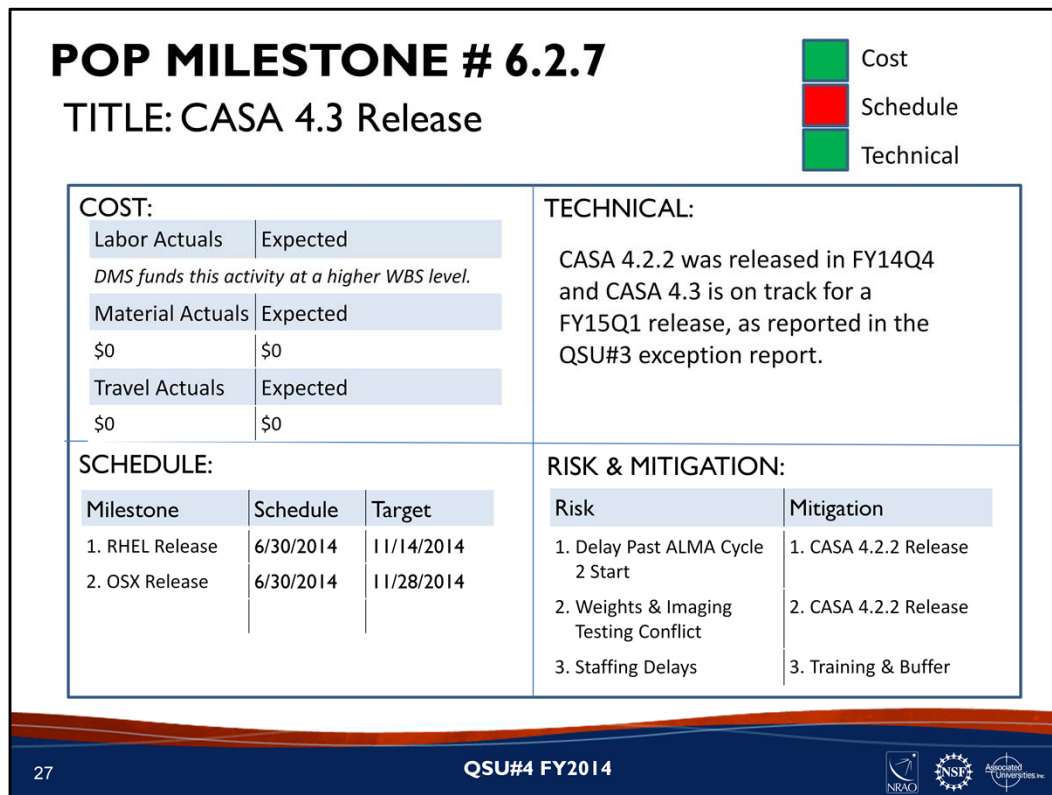 POP MILESTONE # 6.2.7
TITLE: CASA 4.3 Release
Cost
Schedule
Technical
COST:
Labor Actuals Expected
DMS funds this activity at a higher WBS level.
Material Actuals Expected
$0 $0
Travel Actuals Expected
$0 $0
TECHNICAL:
CASA 4.2.2 was released in FY14Q4
and CASA 4.3 is on track for a
FY15Q1 release, as reported in the
QSU#3 exception report.
SCHEDULE:
Milestone Schedule Target
1. RHEL Release 6/30/2014 11/14/2014
2. OSX Release 6/30/2014 11/28/2014
RISK & MITIGATION:
Risk Mitigation
1. Delay Past ALMA Cycle 1. CASA 4.2.2 Release
2 Start
2. Weights & Imaging 2. CASA 4.2.2 Release
Testing Conflict
3. Staffing Delays 3. Training & Buffer
27
QSU#4 FY2014
NRAO
NSF
Associated
Universities, Inc.